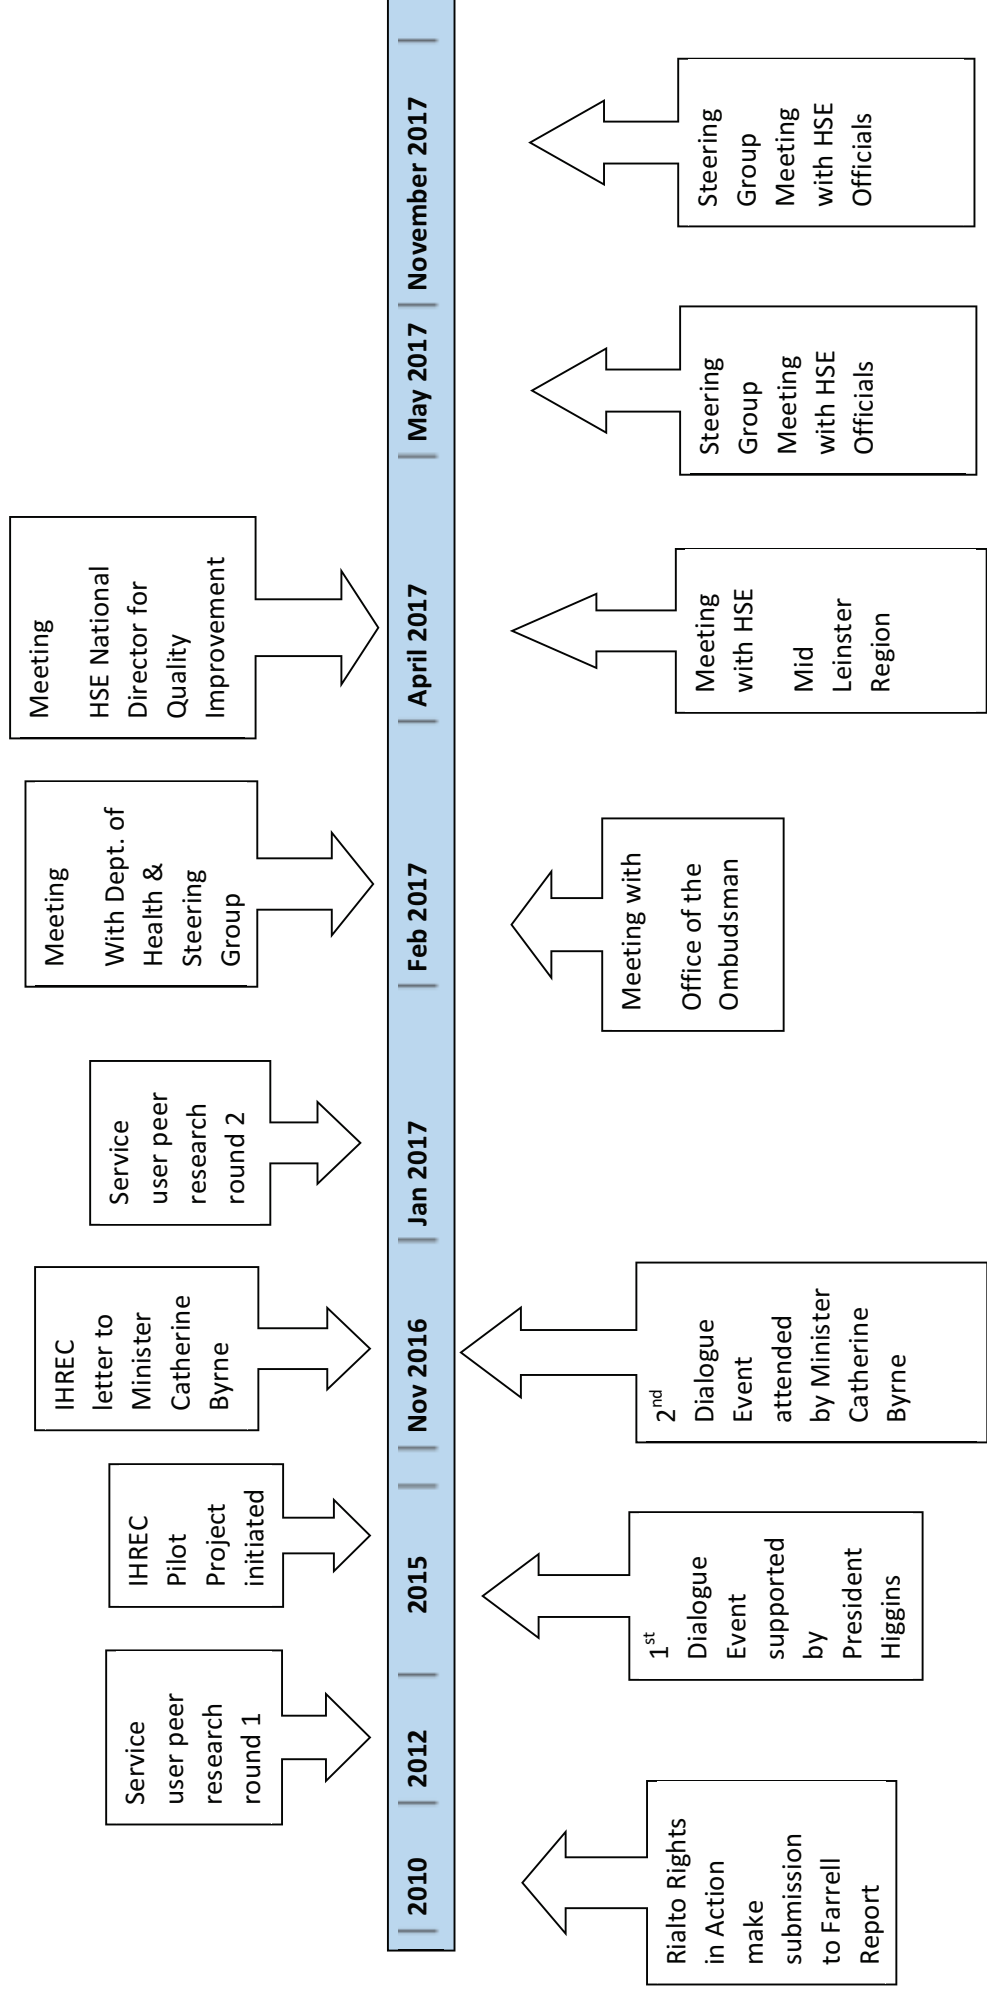 Service
user peer
research
round 1
IHREC
Pilot
Project
initiated
IHREC
letter to
Minister
Catherine
Byrne
Service
user peer
research
round 2
Meeting
With Dept. of
Health &
Steering
Group
Meeting
HSE National
Director for
Quality
Improvement
2010 | 2012 | 2015 | Nov 2016 | Jan 2017 | Feb 2017 | April 2017 | May 2017 | November 2017
Rialto Rights
in Action
make
submission
to Farrell
Report
1st
Dialogue
Event
supported
by
President
Higgins
2nd
Dialogue
Event
attended
by Minister
Catherine
Byrne
Meeting with
Office of the
Ombudsman
Meeting
with HSE
Mid
Leinster
Region
Steering
Group
Meeting
with HSE
Officials
Steering
Group
Meeting
with HSE
Officials